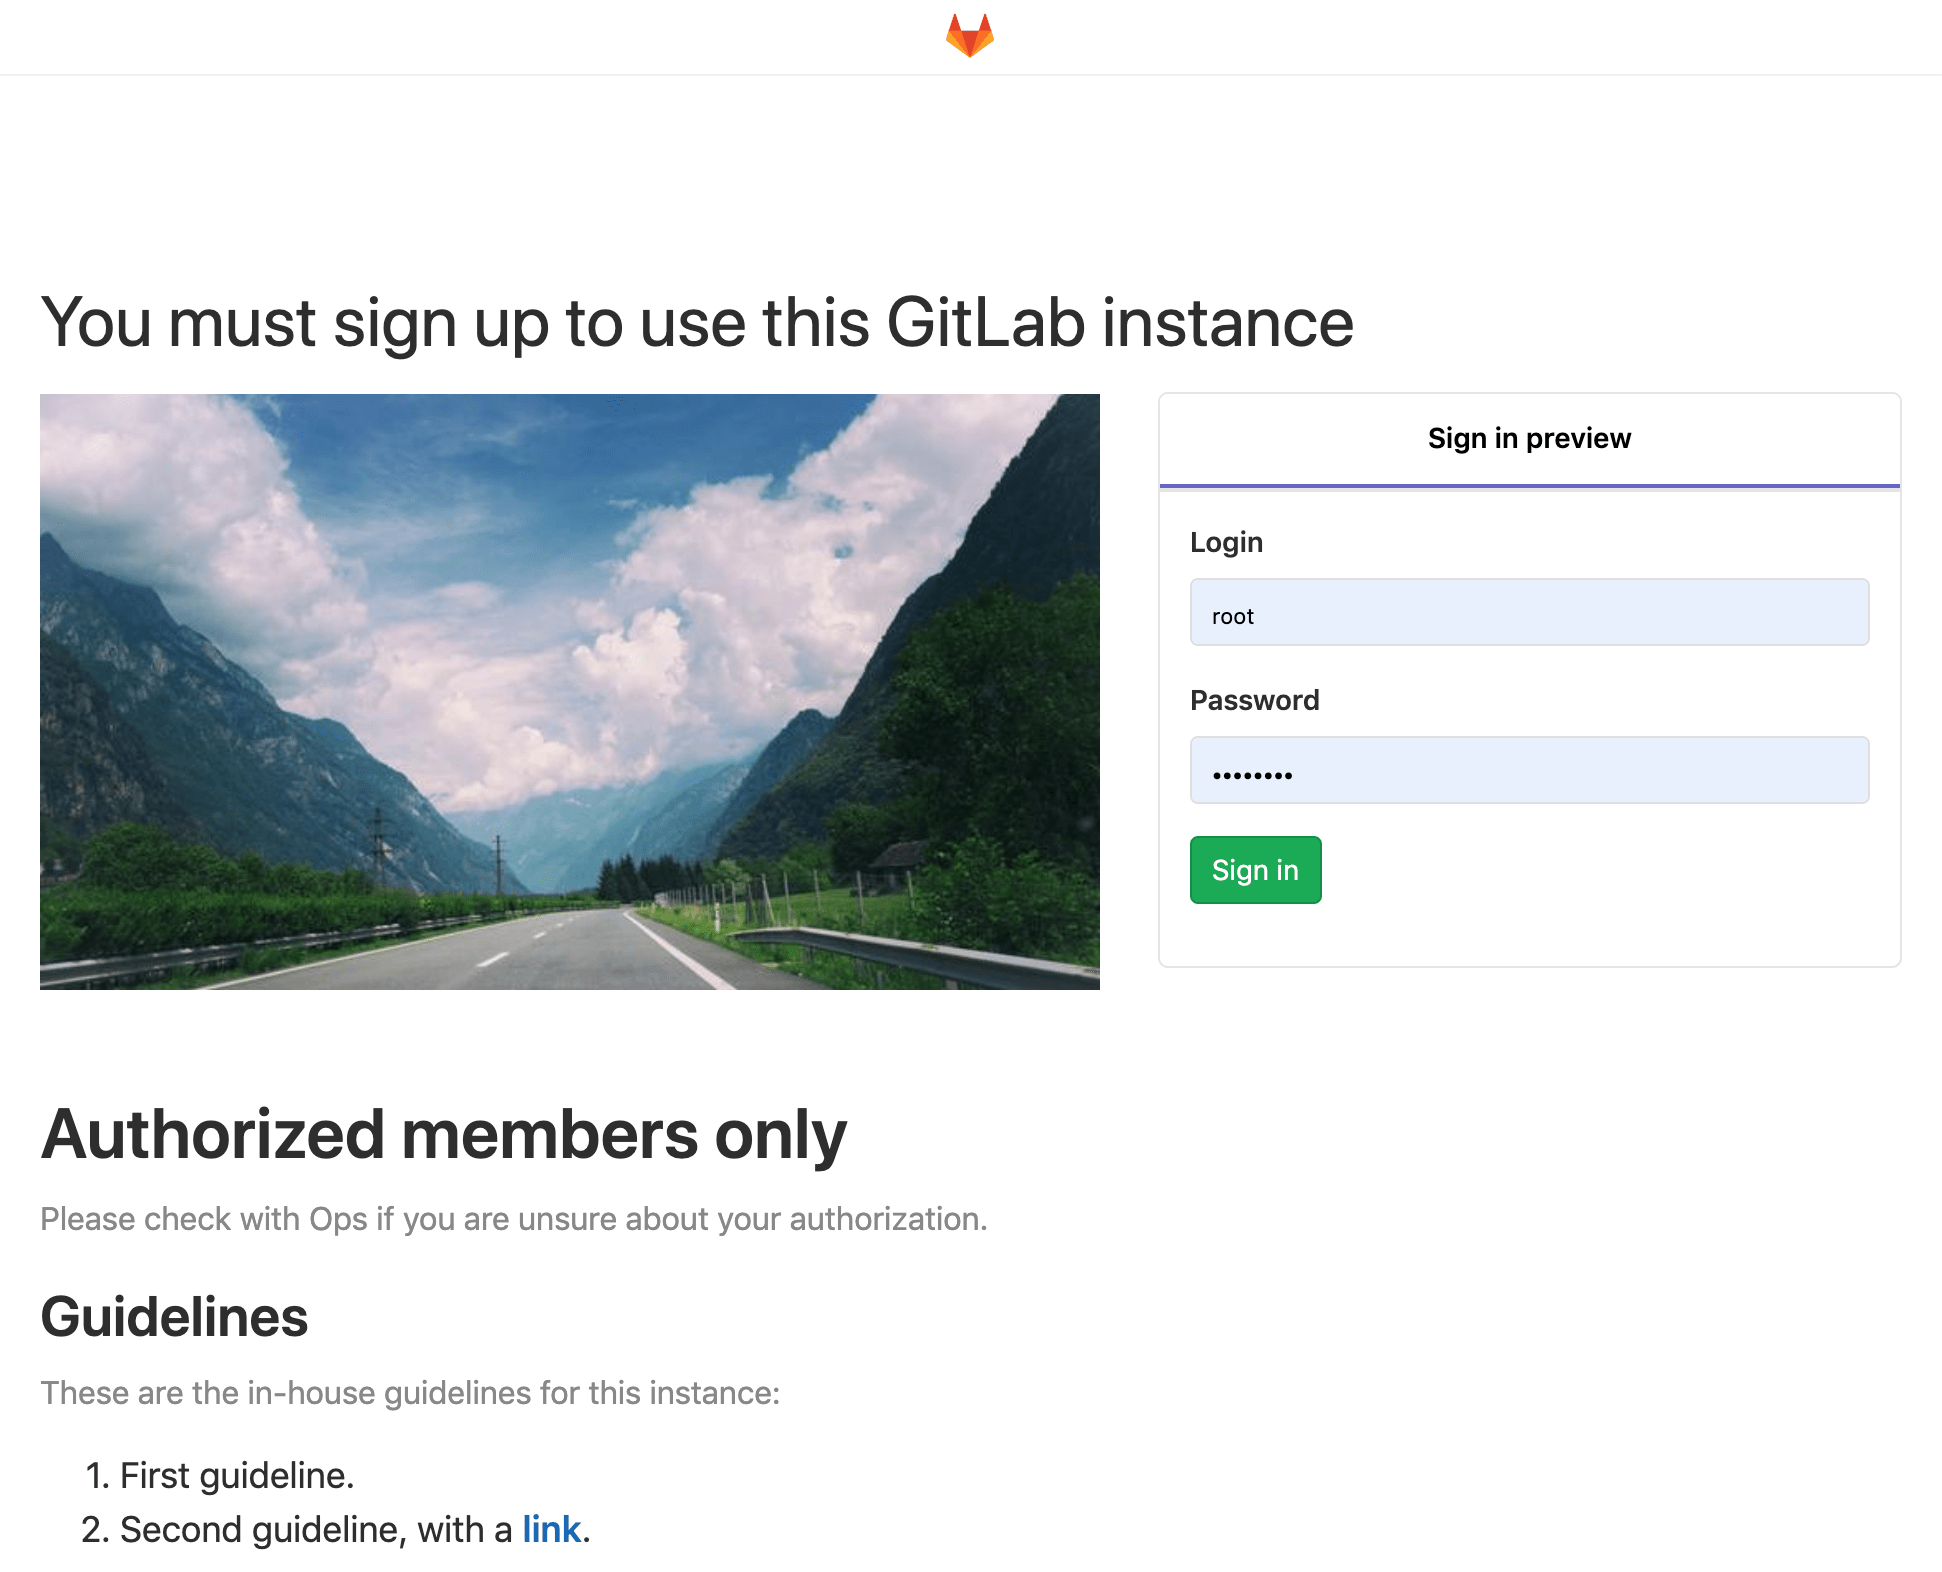 You must sign up to use this GitLab instance
Sign in preview
Login
root
Password
••••••••
Sign in
Authorized members only
Please check with Ops if you are unsure about your authorization.
Guidelines
These are the in-house guidelines for this instance:
1. First guideline.
2. Second guideline, with a link.